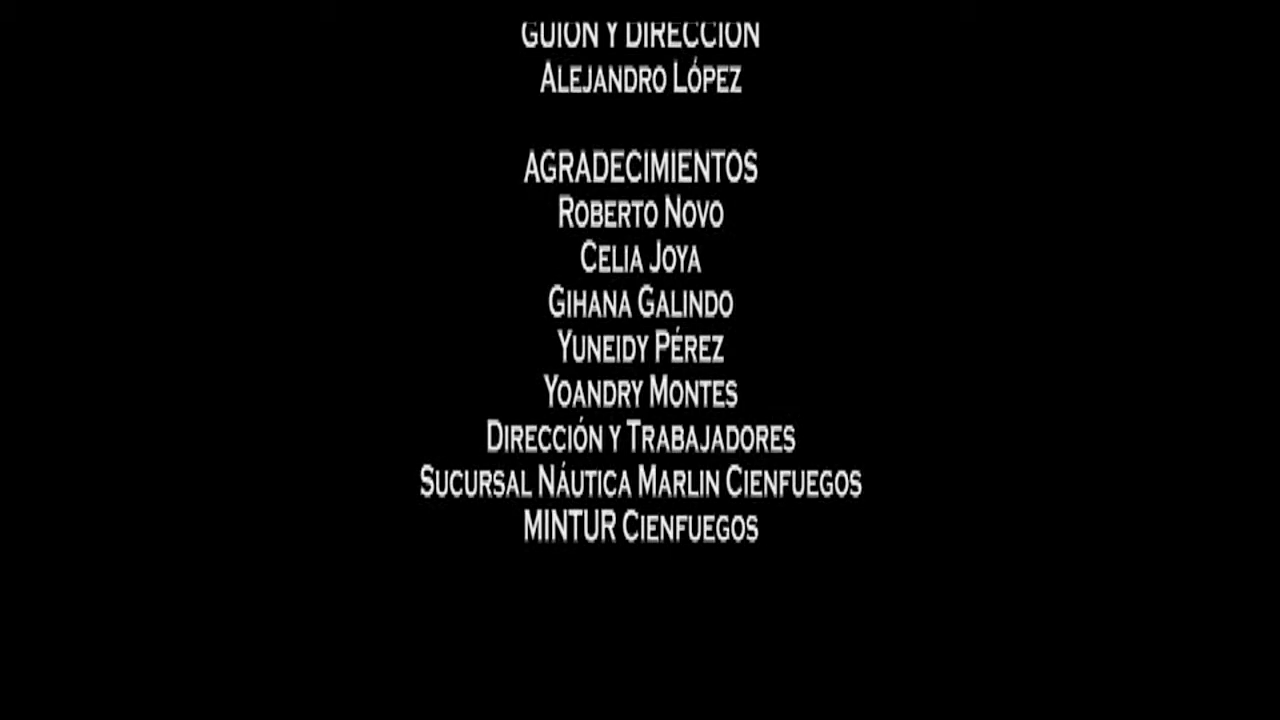 GUIÓN Y DIRECCIÓN
ALEJANDRO LÓPEZ
AGRADECIMIENTOS
ROBERTO NOVO
CELIA JOYA
GIHANA GALINDO
YUNEIDY PÉREZ
YOANDRY MONTES
DIRECCIÓN Y TRABAJADORES
SUCURSAL NÁUTICA MARLIN CIENFUEGOS
MINTUR CIENFUEGOS